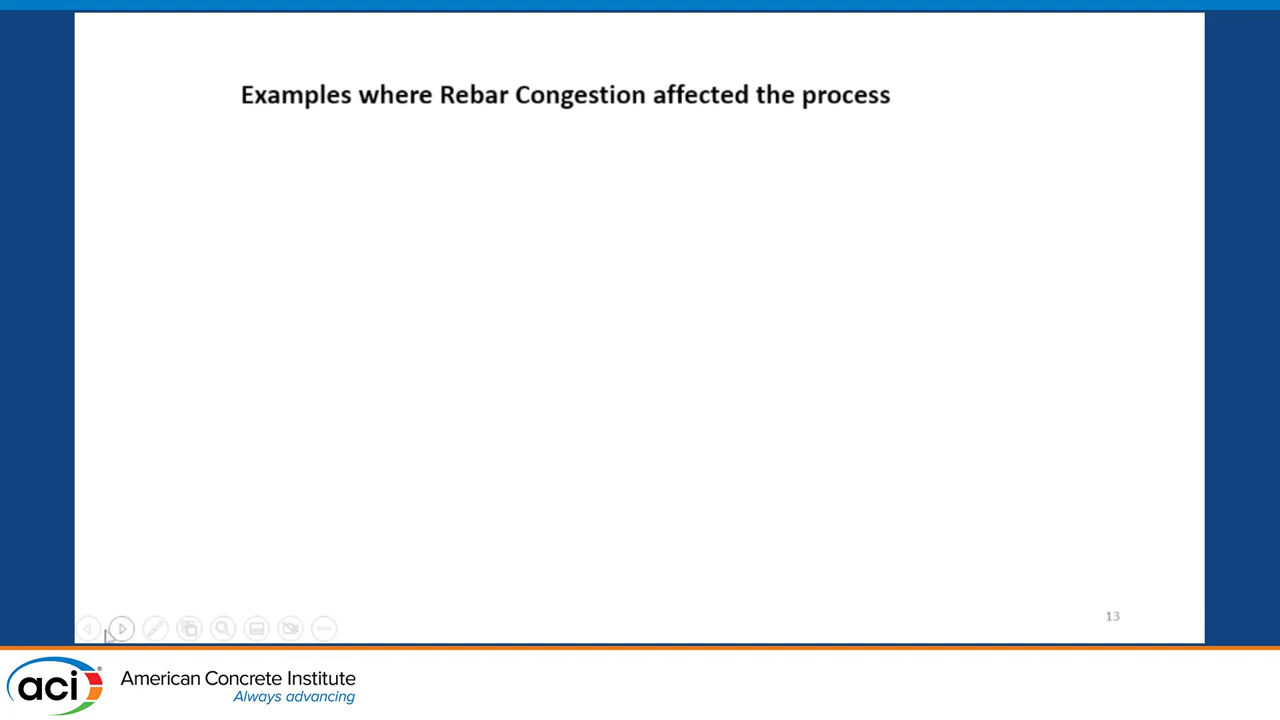 Examples where Rebar Congestion affected the process
13
aci®
American Concrete Institute
Always advancing